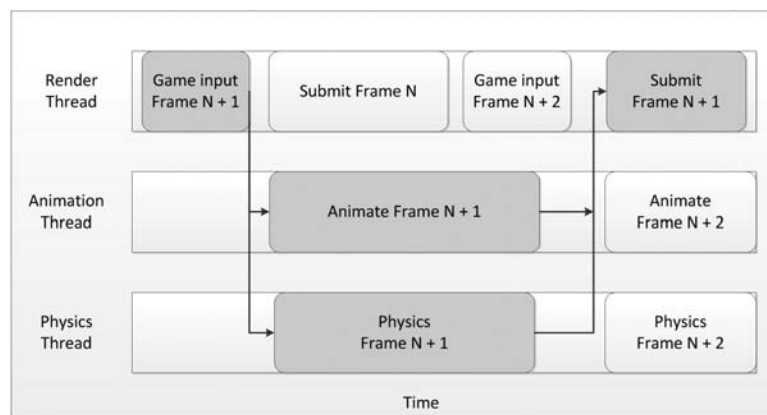 Render
Thread
Game input
Frame N + 1
Submit Frame N
Game input
Frame N + 2
Submit
Frame N + 1
Animation
Thread
Animate Frame N + 1
Animate
Frame N + 2
Physics
Thread
Physics
Frame N + 1
Physics
Frame N + 2
Time